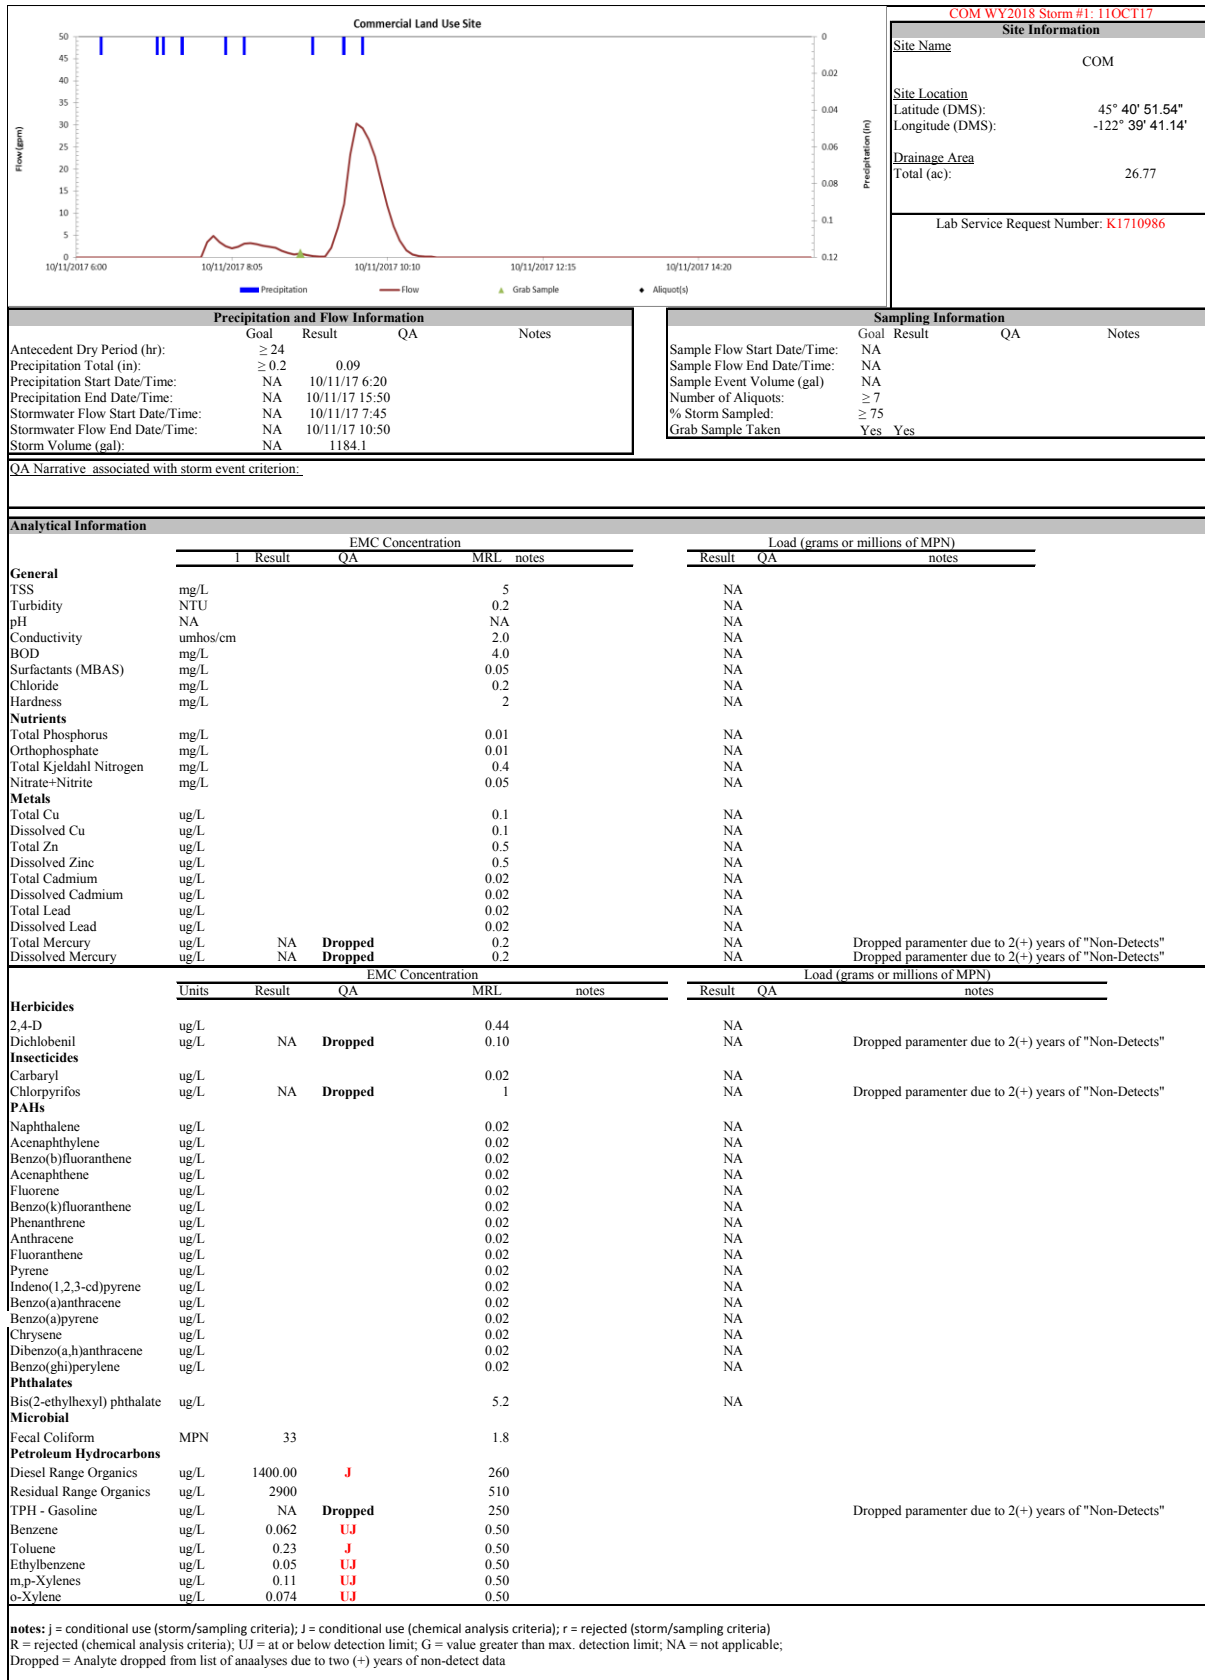 COM WY2018 Storm #1: 11OCT17
Commercial Land Use Site
50
45
40
35
30
25
20
15
10
5
0
Flow (gpm)
0
0.02
0.04
0.06
0.08
0.1
0.12
Precipitation (in)
10/11/2017 6:00 10/11/2017 8:05 10/11/2017 10:10 10/11/2017 12:15 10/11/2017 14:20
Precipitation Flow Grab Sample Aliquot(s)
Site Information
Site Name
COM
Site Location
Latitude (DMS): 45° 40' 51.54"
Longitude (DMS): -122° 39' 41.14'
Drainage Area
Total (ac): 26.77
Lab Service Request Number: K1710986
Precipitation and Flow Information
Goal Result QA Notes
Antecedent Dry Period (hr): ≥ 24
Precipitation Total (in): ≥ 0.2 0.09
Precipitation Start Date/Time: NA 10/11/17 6:20
Precipitation End Date/Time: NA 10/11/17 15:50
Stormwater Flow Start Date/Time: NA 10/11/17 7:45
Stormwater Flow End Date/Time: NA 10/11/17 10:50
Storm Volume (gal): NA 1184.1
Sampling Information
Goal Result QA Notes
Sample Flow Start Date/Time: NA
Sample Flow End Date/Time: NA
Sample Event Volume (gal) NA
Number of Aliquots: ≥ 7
% Storm Sampled: ≥ 75
Grab Sample Taken Yes Yes
QA Narrative associated with storm event criterion:
Analytical Information
EMC Concentration Load (grams or millions of MPN)
1 Result QA MRL notes Result QA notes
General
TSS mg/L 5 NA
Turbidity NTU 0.2 NA
pH NA NA NA
Conductivity umhos/cm 2.0 NA
BOD mg/L 4.0 NA
Surfactants (MBAS) mg/L 0.05 NA
Chloride mg/L 0.2 NA
Hardness mg/L 2 NA
Nutrients
Total Phosphorus mg/L 0.01 NA
Orthophosphate mg/L 0.01 NA
Total Kjeldahl Nitrogen mg/L 0.4 NA
Nitrate+Nitrite mg/L 0.05 NA
Metals
Total Cu ug/L 0.1 NA
Dissolved Cu ug/L 0.1 NA
Total Zn ug/L 0.5 NA
Dissolved Zinc ug/L 0.5 NA
Total Cadmium ug/L 0.02 NA
Dissolved Cadmium ug/L 0.02 NA
Total Lead ug/L 0.02 NA
Dissolved Lead ug/L 0.02 NA
Total Mercury ug/L NA Dropped 0.2 NA Dropped paramenter due to 2(+) years of "Non-Detects"
Dissolved Mercury ug/L NA Dropped 0.2 NA Dropped paramenter due to 2(+) years of "Non-Detects"
EMC Concentration Load (grams or millions of MPN)
Units Result QA MRL notes Result QA notes
Herbicides
2,4-D ug/L 0.44 NA
Dichlobenil ug/L NA Dropped 0.10 NA Dropped paramenter due to 2(+) years of "Non-Detects"
Insecticides
Carbaryl ug/L 0.02 NA
Chlorpyrifos ug/L NA Dropped 1 NA Dropped paramenter due to 2(+) years of "Non-Detects"
PAHs
Naphthalene ug/L 0.02 NA
Acenaphthylene ug/L 0.02 NA
Benzo(b)fluoranthene ug/L 0.02 NA
Acenaphthene ug/L 0.02 NA
Fluorene ug/L 0.02 NA
Benzo(k)fluoranthene ug/L 0.02 NA
Phenanthrene ug/L 0.02 NA
Anthracene ug/L 0.02 NA
Fluoranthene ug/L 0.02 NA
Pyrene ug/L 0.02 NA
Indeno(1,2,3-cd)pyrene ug/L 0.02 NA
Benzo(a)anthracene ug/L 0.02 NA
Benzo(a)pyrene ug/L 0.02 NA
Chrysene ug/L 0.02 NA
Dibenzo(a,h)anthracene ug/L 0.02 NA
Benzo(ghi)perylene ug/L 0.02 NA
Phthalates
Bis(2-ethylhexyl) phthalate ug/L 5.2 NA
Microbial
Fecal Coliform MPN 33 1.8
Petroleum Hydrocarbons
Diesel Range Organics ug/L 1400.00 J 260
Residual Range Organics ug/L 2900 510
TPH - Gasoline ug/L NA Dropped 250 Dropped paramenter due to 2(+) years of "Non-Detects"
Benzene ug/L 0.062 UJ 0.50
Toluene ug/L 0.23 J 0.50
Ethylbenzene ug/L 0.05 UJ 0.50
m,p-Xylenes ug/L 0.11 UJ 0.50
o-Xylene ug/L 0.074 UJ 0.50
notes: j = conditional use (storm/sampling criteria); J = conditional use (chemical analysis criteria); r = rejected (storm/sampling criteria)
R = rejected (chemical analysis criteria); UJ = at or below detection limit; G = value greater than max. detection limit; NA = not applicable;
Dropped = Analyte dropped from list of anaalyses due to two (+) years of non-detect data